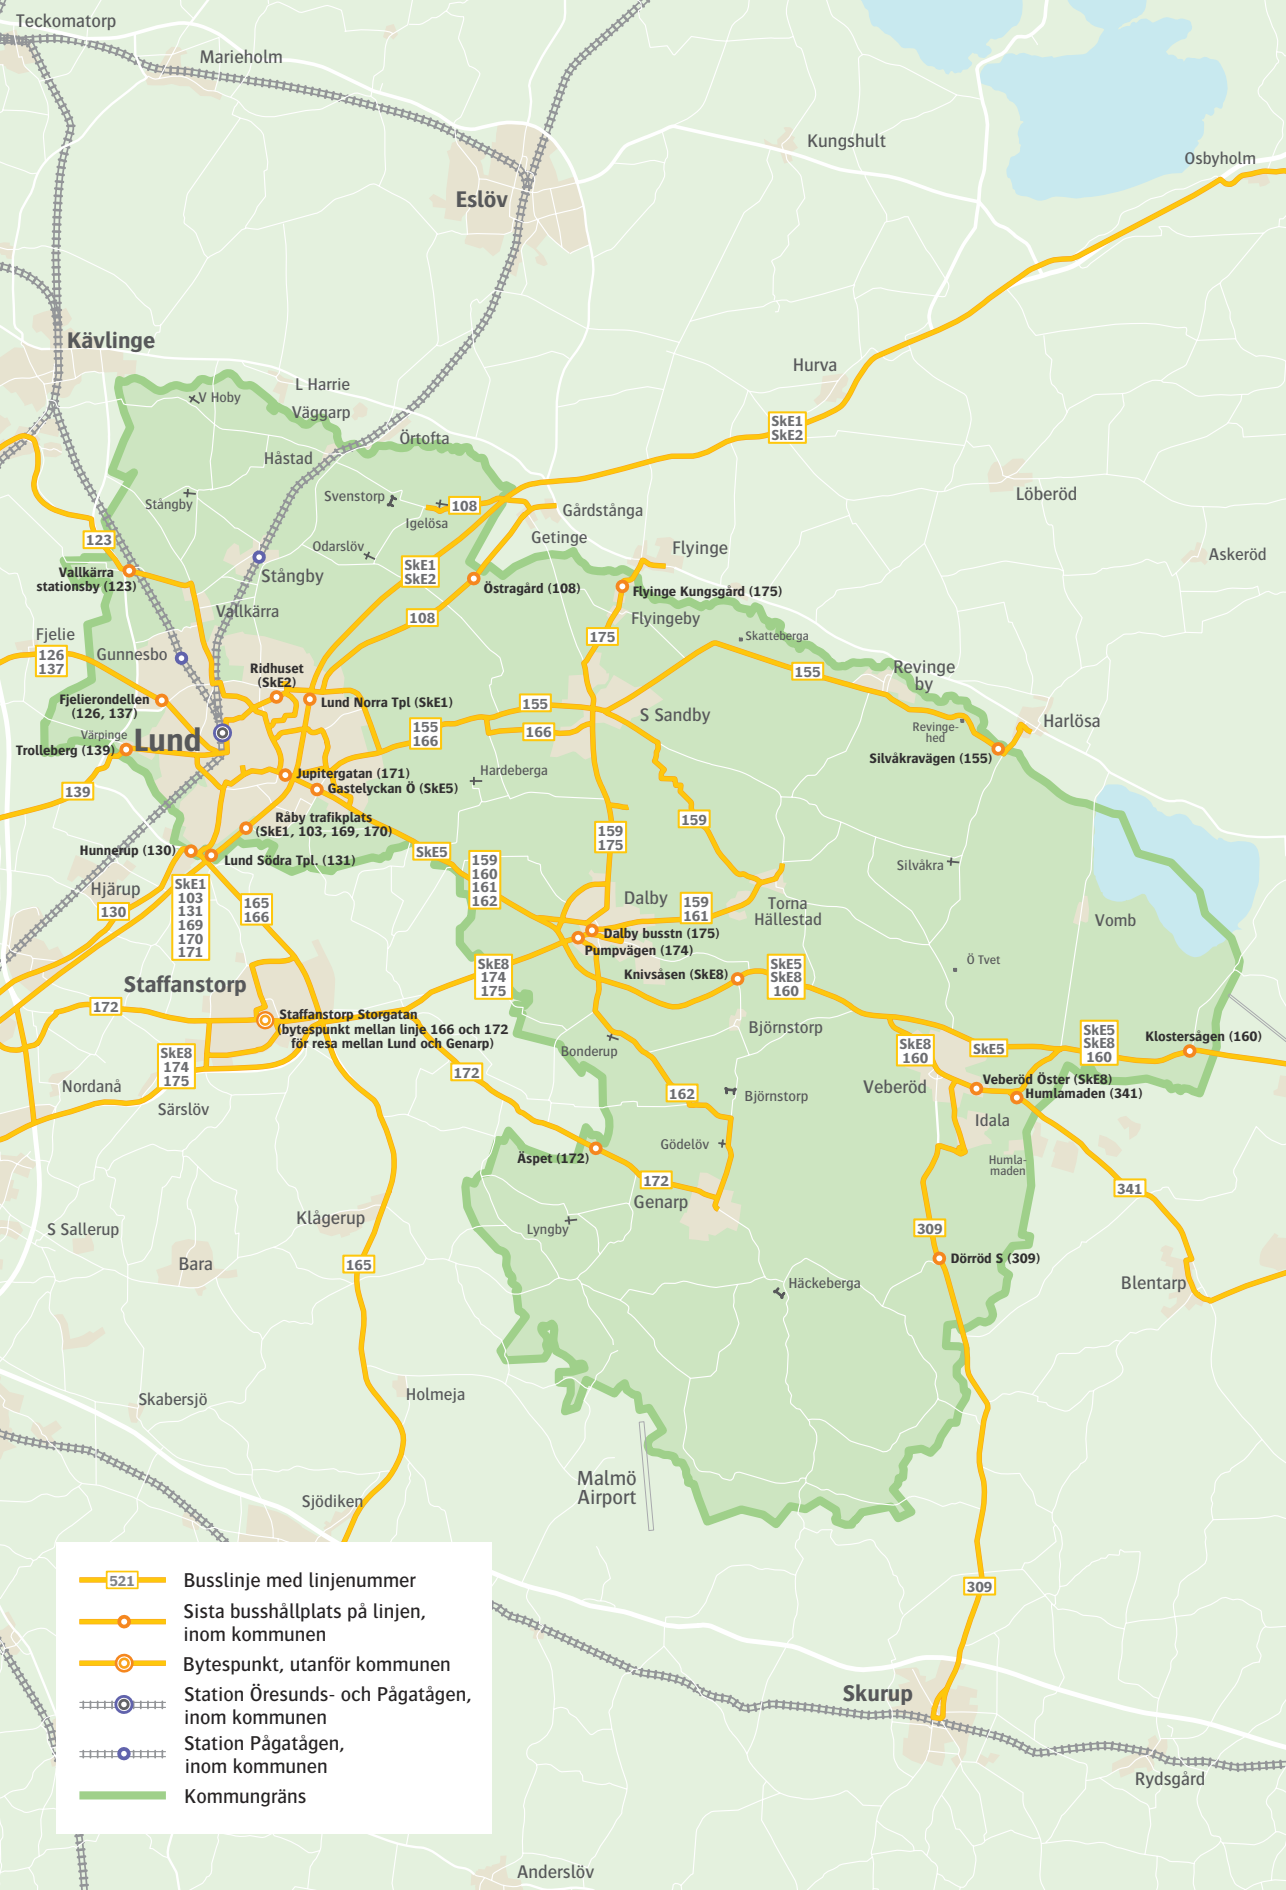 Teckomatorp
Marieholm
Kungshult
Osbyholm
Eslöv
Kävlinge
L Harrie
V Hoby
Väggarp
Örtofta
Håstad
Hurva
SkE1
SkE2
Stångby
Svenstorp
Igelösa
108
Gårdstånga
Löberöd
123
Odarslöv
Getinge
Flyinge
Askeröd
Vallkärra
stationsby (123)
Stångby
SkE1
SkE2
Östragård (108)
Flyinge Kungsgård (175)
Vallkärra
108
Flyingeby
Fjelie
126
137
Gunnesbo
175
Skatteberga
Ridhuset
(SkE2)
155
Revinge
by
Fjelierondellen
(126, 137)
Lund Norra Tpl (SkE1)
155
S Sandby
Harlösa
Värpinge
Lund
155
166
166
Revinge-
hed
Trolleberg (139)
Silvåkravägen (155)
Jupitergatan (171)
Hardeberga
Gastelyckan Ö (SkE5)
139
Råby trafikplats
(SkE1, 103, 169, 170)
159
175
159
Hunnerup (130)
Lund Södra Tpl. (131)
SkE5
159
160
161
162
Silvåkra
Hjärup
SkE1
103
131
169
170
171
165
166
130
Dalby
159
161
Torna
Hällestad
Vomb
Dalby busstn (175)
Pumpvägen (174)
Ö Tvet
Staffanstorp
SkE8
174
175
Knivsåsen (SkE8)
SkE5
SkE8
160
172
Staffanstorp Storgatan
(bytespunkt mellan linje 166 och 172
för resa mellan Lund och Genarp)
Björnstorp
SkE8
160
SkE5
SkE5
SkE8
160
Klostersågen (160)
SkE8
174
175
Bonderup
Nordanå
172
Veberöd
Veberöd Öster (SkE8)
Humlamaden (341)
Särslöv
162
Björnstorp
Idala
Gödelöv
Äspet (172)
Humla-
maden
172
Genarp
341
Klågerup
S Sallerup
Lyngby
309
Bara
165
Dörröd S (309)
Häckeberga
Blentarp
Skabersjö
Holmeja
Malmö
Airport
Sjödiken
521
Busslinje med linjenummer
Sista busshållplats på linjen,
inom kommunen
Bytespunkt, utanför kommunen
Station Öresunds- och Pågatågen,
inom kommunen
Station Pågatågen,
inom kommunen
Kommungräns
309
Skurup
Rydsgård
Anderslöv